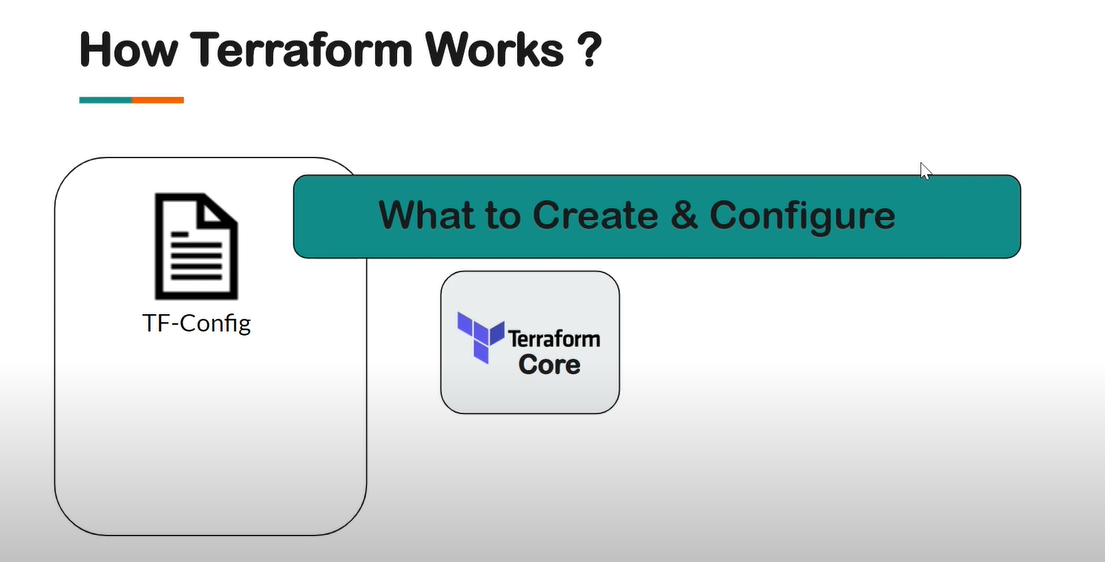 How Terraform Works ?
What to Create & Configure
TF-Config
Terraform
Core